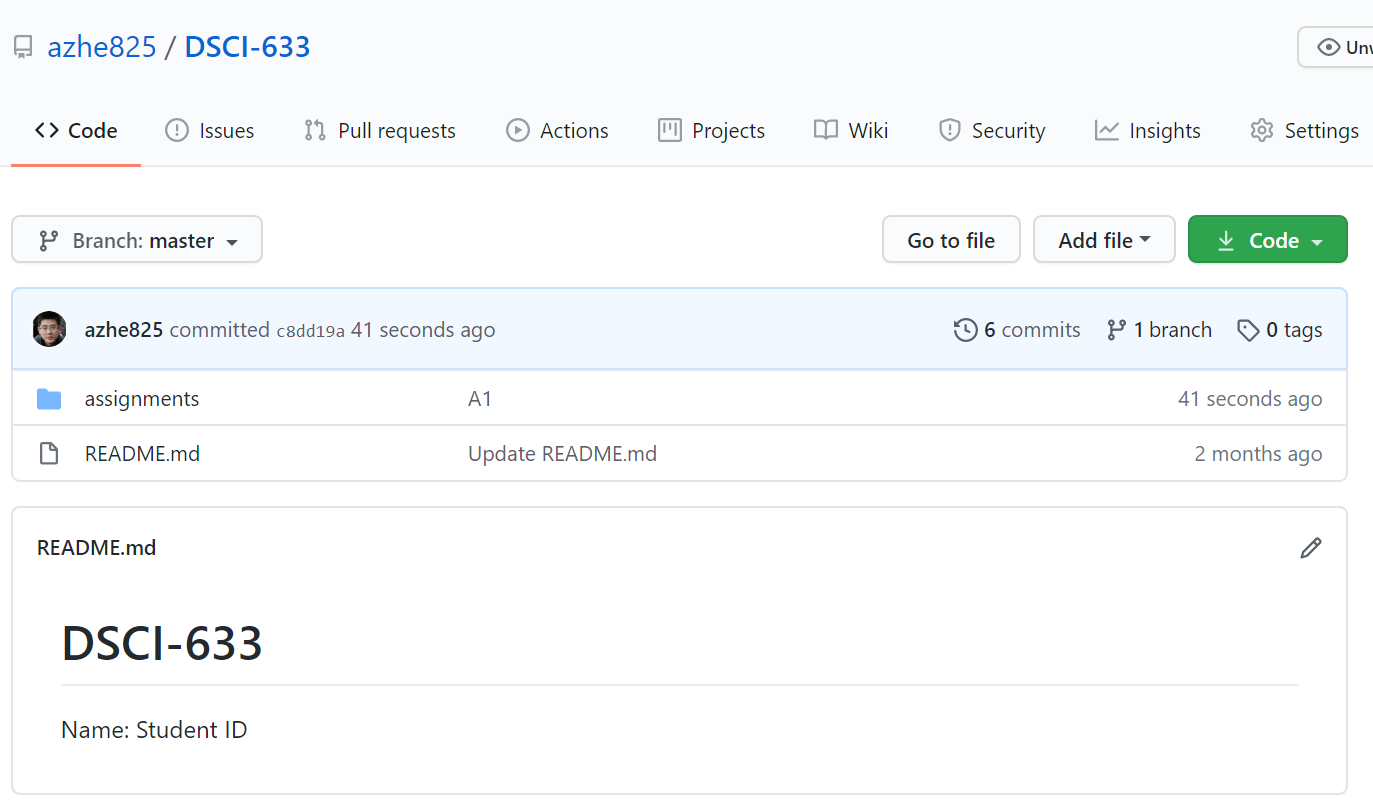 azhe825 / DSCI-633
Code Issues Pull requests Actions Projects Wiki Security Insights Settings
Branch: master Go to file Add file Code
azhe825 committed c8dd19a 41 seconds ago 6 commits 1 branch 0 tags
assignments A1 41 seconds ago
README.md Update README.md 2 months ago
README.md
DSCI-633
Name: Student ID